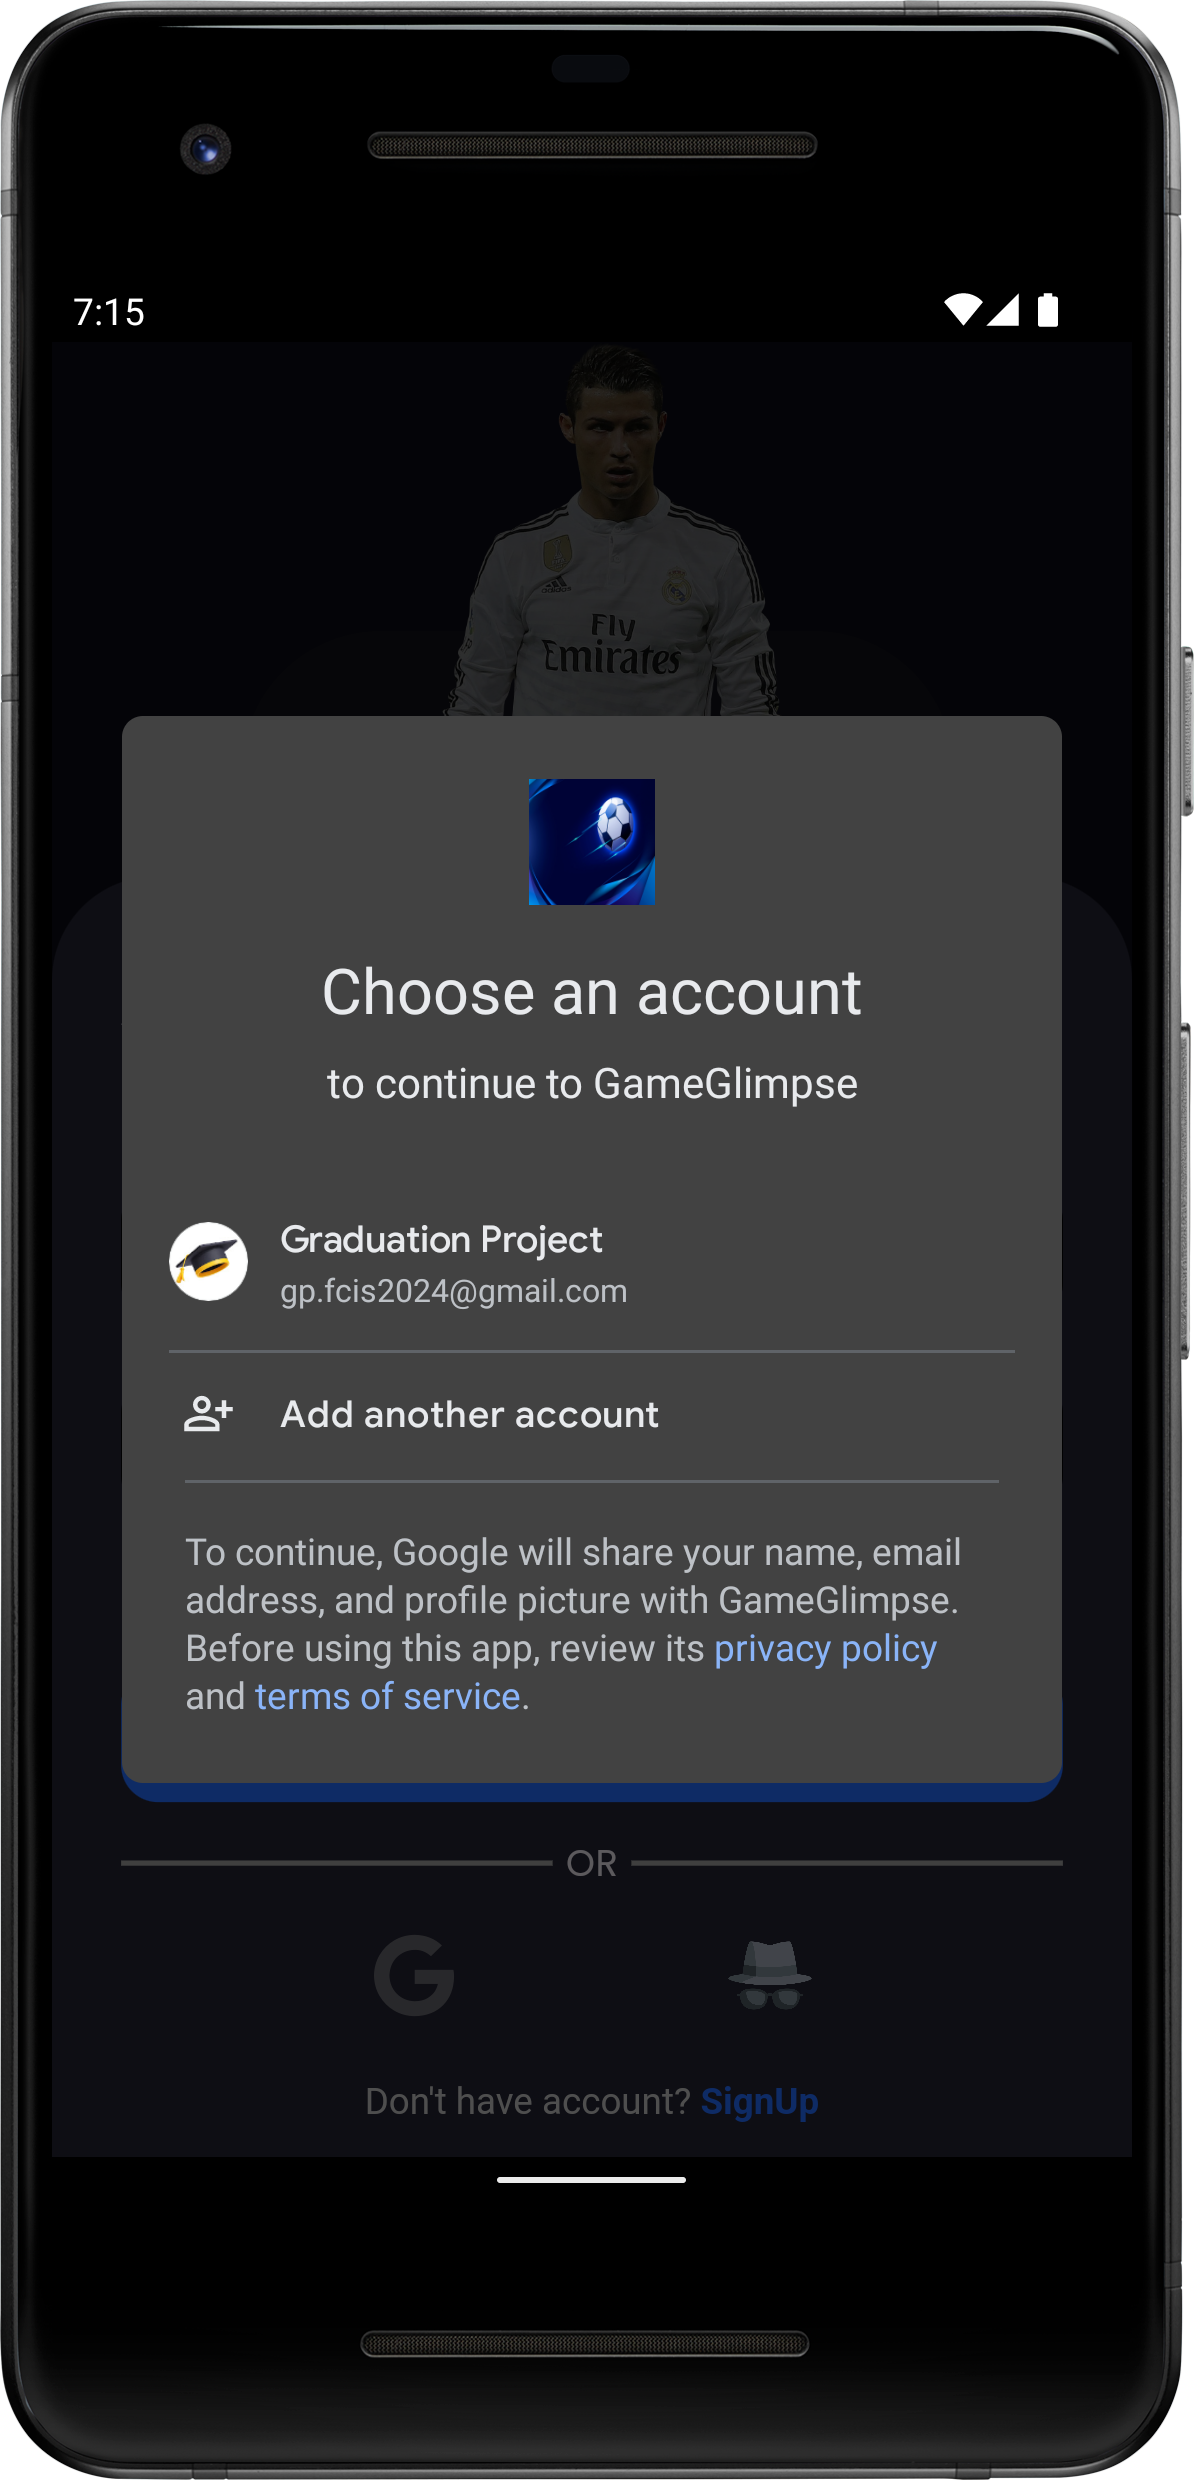 7:15
adidas
Fly
Emirates
Choose an account
to continue to GameGlimpse
Graduation Project
gp.fcis2024@gmail.com
Add another account
To continue, Google will share your name, email
address, and profile picture with GameGlimpse.
Before using this app, review its privacy policy
and terms of service.
OR
G
Don't have account? SignUp